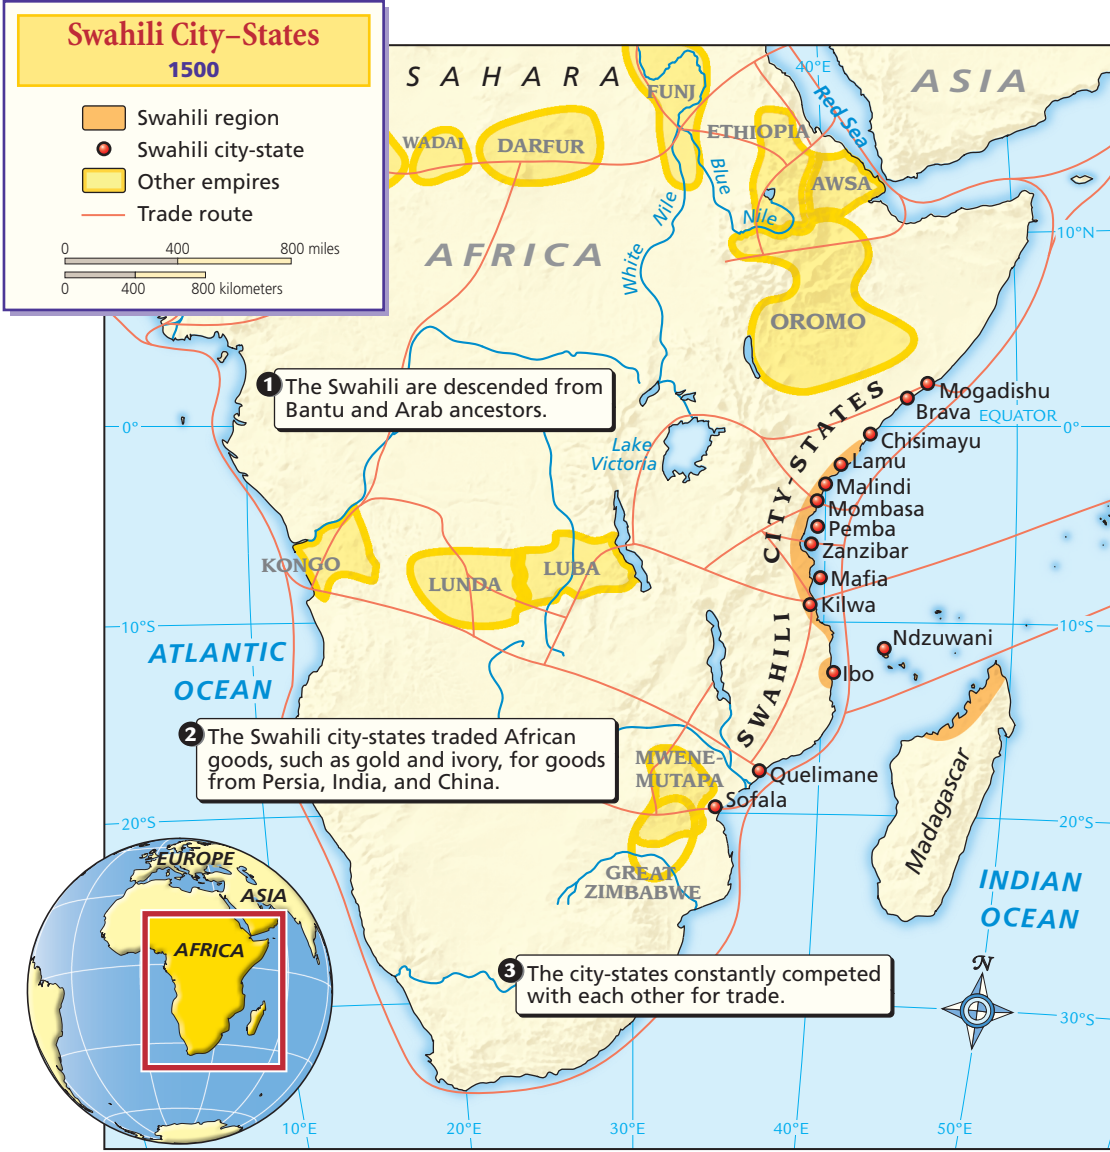 Swahili City–States
1500
Swahili region
Swahili city-state
Other empires
Trade route
0 400 800 miles
0 400 800 kilometers
SAHARA
ASIA
40°E
Red Sea
FUNJ
WADAI
DARFUR
ETHIOPIA
AWSA
Blue
Nile
White
Nile
AFRICA
10°N
OROMO
1 The Swahili are descended from
Bantu and Arab ancestors.
Mogadishu
Brava
EQUATOR
0°
0°
Chisimayu
Lake
Victoria
Lamu
Malindi
Mombasa
Pemba
Zanzibar
Mafia
Kilwa
SWAHILI CITY-STATES
KONGO
LUNDA
LUBA
10°S
10°S
Ndzuwani
Ibo
ATLANTIC
OCEAN
2 The Swahili city-states traded African
goods, such as gold and ivory, for goods
from Persia, India, and China.
MWENE-
MUTAPA
Quelimane
Sofala
Madagascar
20°S
20°S
GREAT
ZIMBABWE
INDIAN
OCEAN
EUROPE
ASIA
AFRICA
3 The city-states constantly competed
with each other for trade.
N
30°S
10°E
20°E
30°E
40°E
50°E